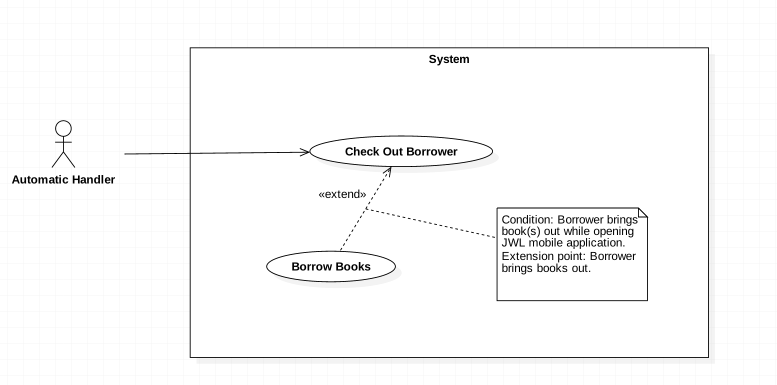 System
Check Out Borrower
Automatic Handler
«extend»
Condition: Borrower brings
book(s) out while opening
JWL mobile application.
Extension point: Borrower
brings books out.
Borrow Books